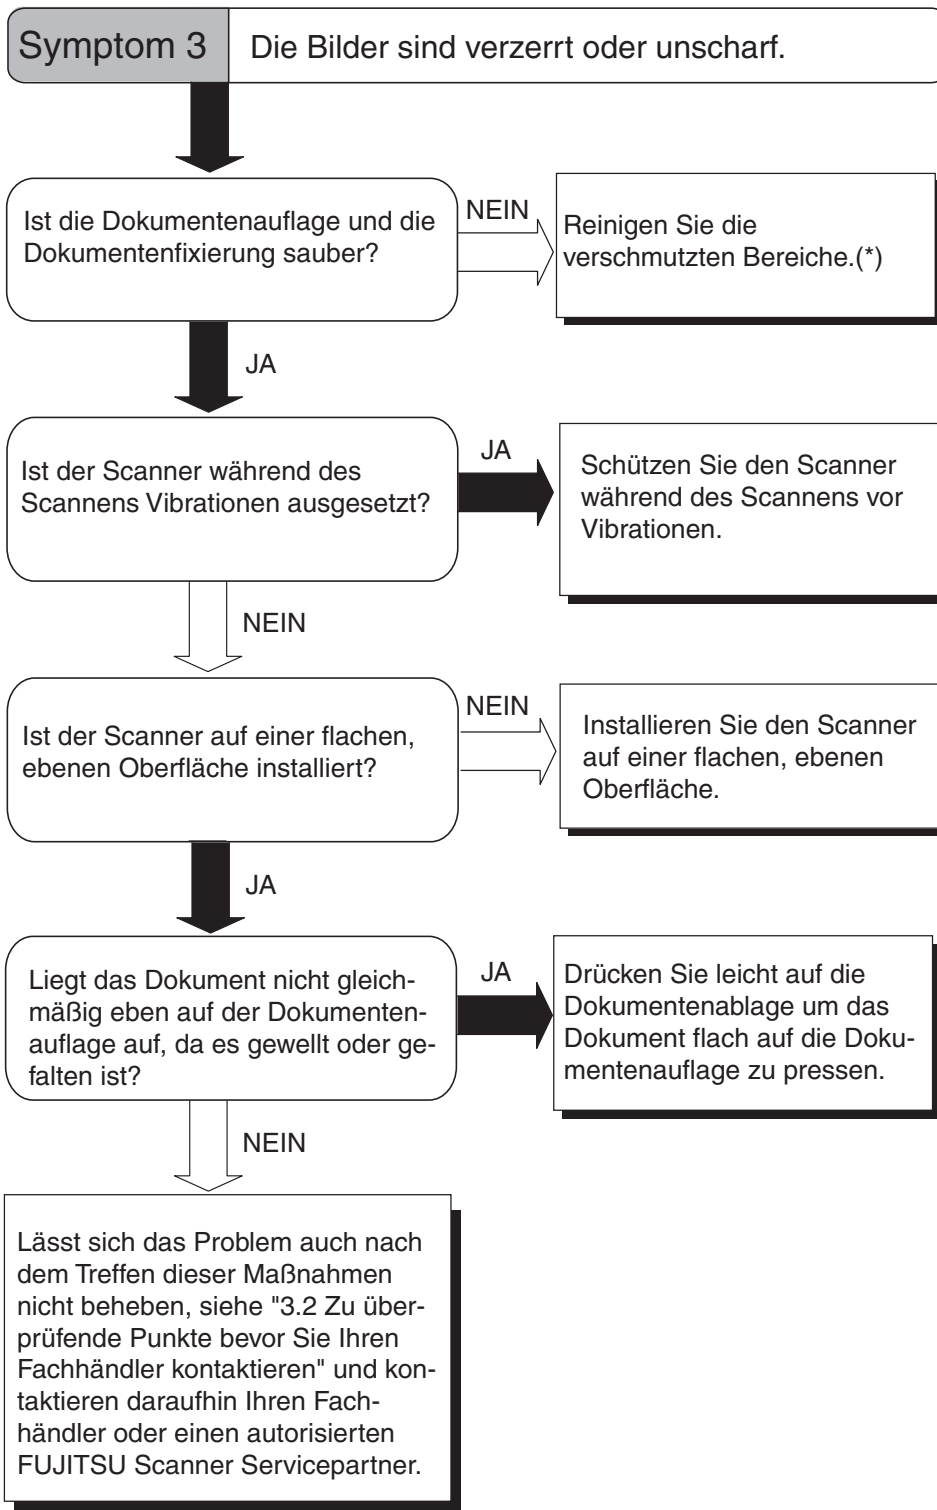 Symptom 3 Die Bilder sind verzerrt oder unscharf.
Ist die Dokumentenauflage und die
Dokumentenfixierung sauber?
NEIN
Reinigen Sie die
verschmutzten Bereiche.(*)
JA
Ist der Scanner während des
Scannens Vibrationen ausgesetzt?
JA
Schützen Sie den Scanner
während des Scannens vor
Vibrationen.
NEIN
Ist der Scanner auf einer flachen,
ebenen Oberfläche installiert?
NEIN
Installieren Sie den Scanner
auf einer flachen, ebenen
Oberfläche.
JA
Liegt das Dokument nicht gleich-
mäßig eben auf der Dokumenten-
auflage auf, da es gewellt oder ge-
falten ist?
JA
Drücken Sie leicht auf die
Dokumentenablage um das
Dokument flach auf die Doku-
mentenauflage zu pressen.
NEIN
Lässt sich das Problem auch nach
dem Treffen dieser Maßnahmen
nicht beheben, siehe "3.2 Zu über-
prüfende Punkte bevor Sie Ihren
Fachhändler kontaktieren" und kon-
taktieren daraufhin Ihren Fach-
händler oder einen autorisierten
FUJITSU Scanner Servicepartner.